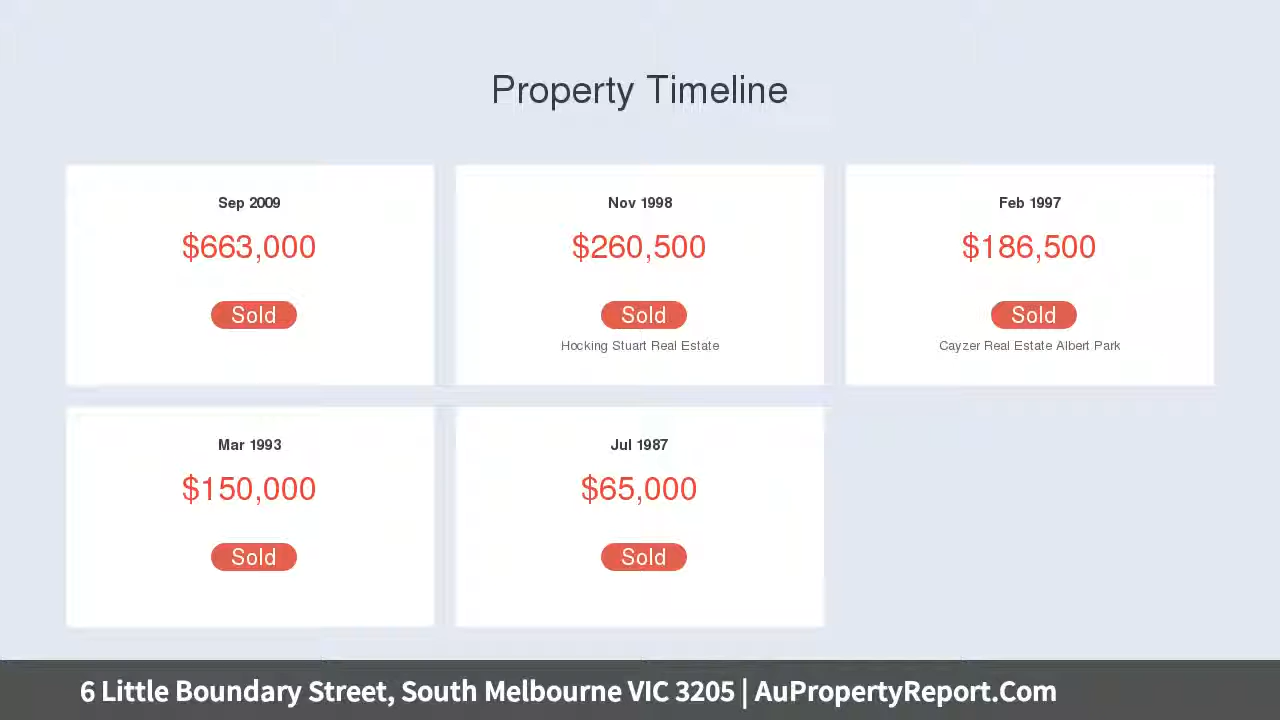 Property Timeline
Sep 2009
$663,000
Sold
Nov 1998
$260,500
Sold
Hocking Stuart Real Estate
Feb 1997
$186,500
Sold
Cayzer Real Estate Albert Park
Mar 1993
$150,000
Sold
Jul 1987
$65,000
Sold
6 Little Boundary Street, South Melbourne VIC 3205 | AuPropertyReport.Com